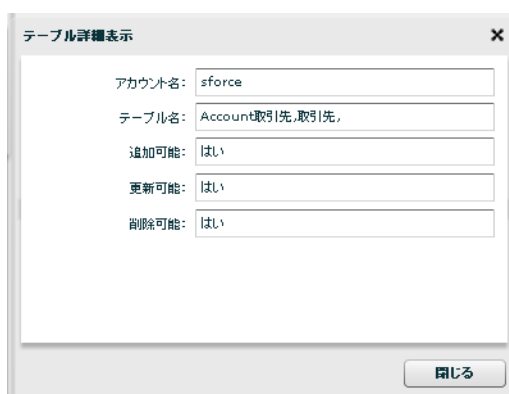 テーブル詳細表示
アカウント名: sforce
テーブル名: Account取引先,取引先,
追加可能: はい
更新可能: はい
削除可能: はい
閉じる